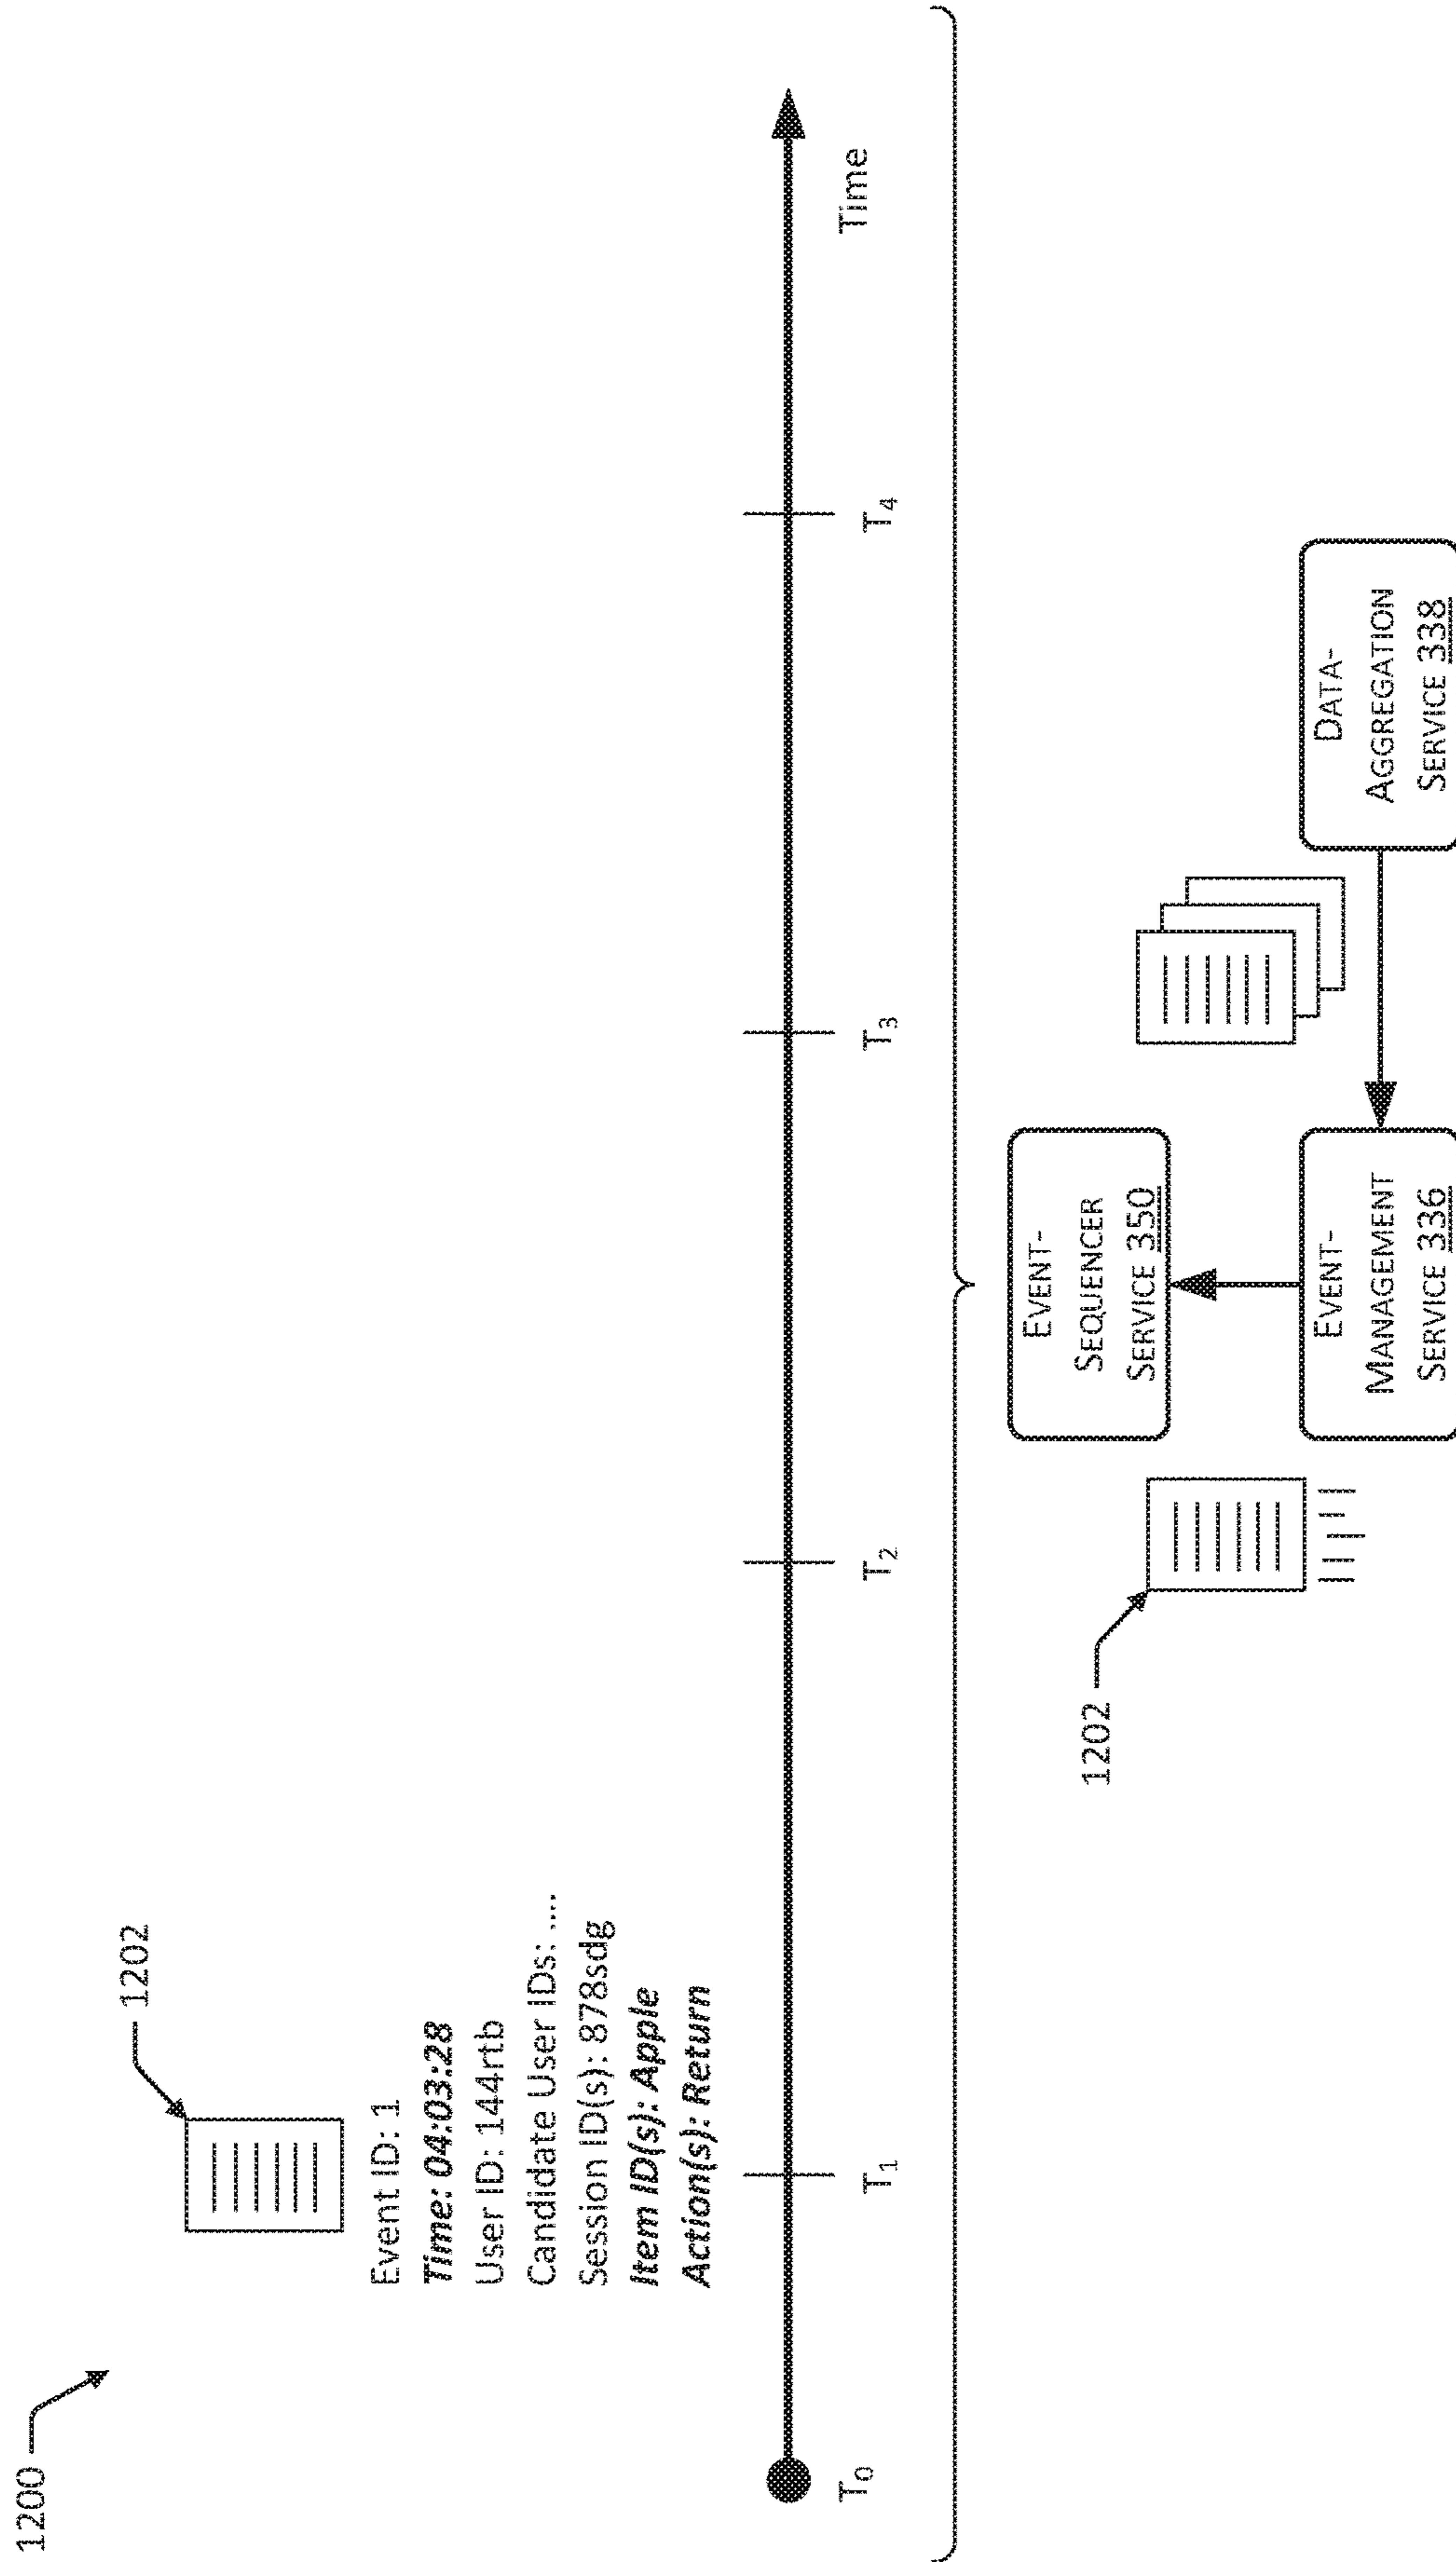 1200
1202
Event ID: 1
Time: 04:03:28
User ID: 144rtb
Candidate User IDs: ....
Session ID(s): 878sdg
Item ID(s): Apple
Action(s): Return
T0
T1
T2
T3
T4
Time
1202
EVENT-
SEQUENCER
SERVICE 350
EVENT-
MANAGEMENT
SERVICE 336
DATA-
AGGREGATION
SERVICE 338